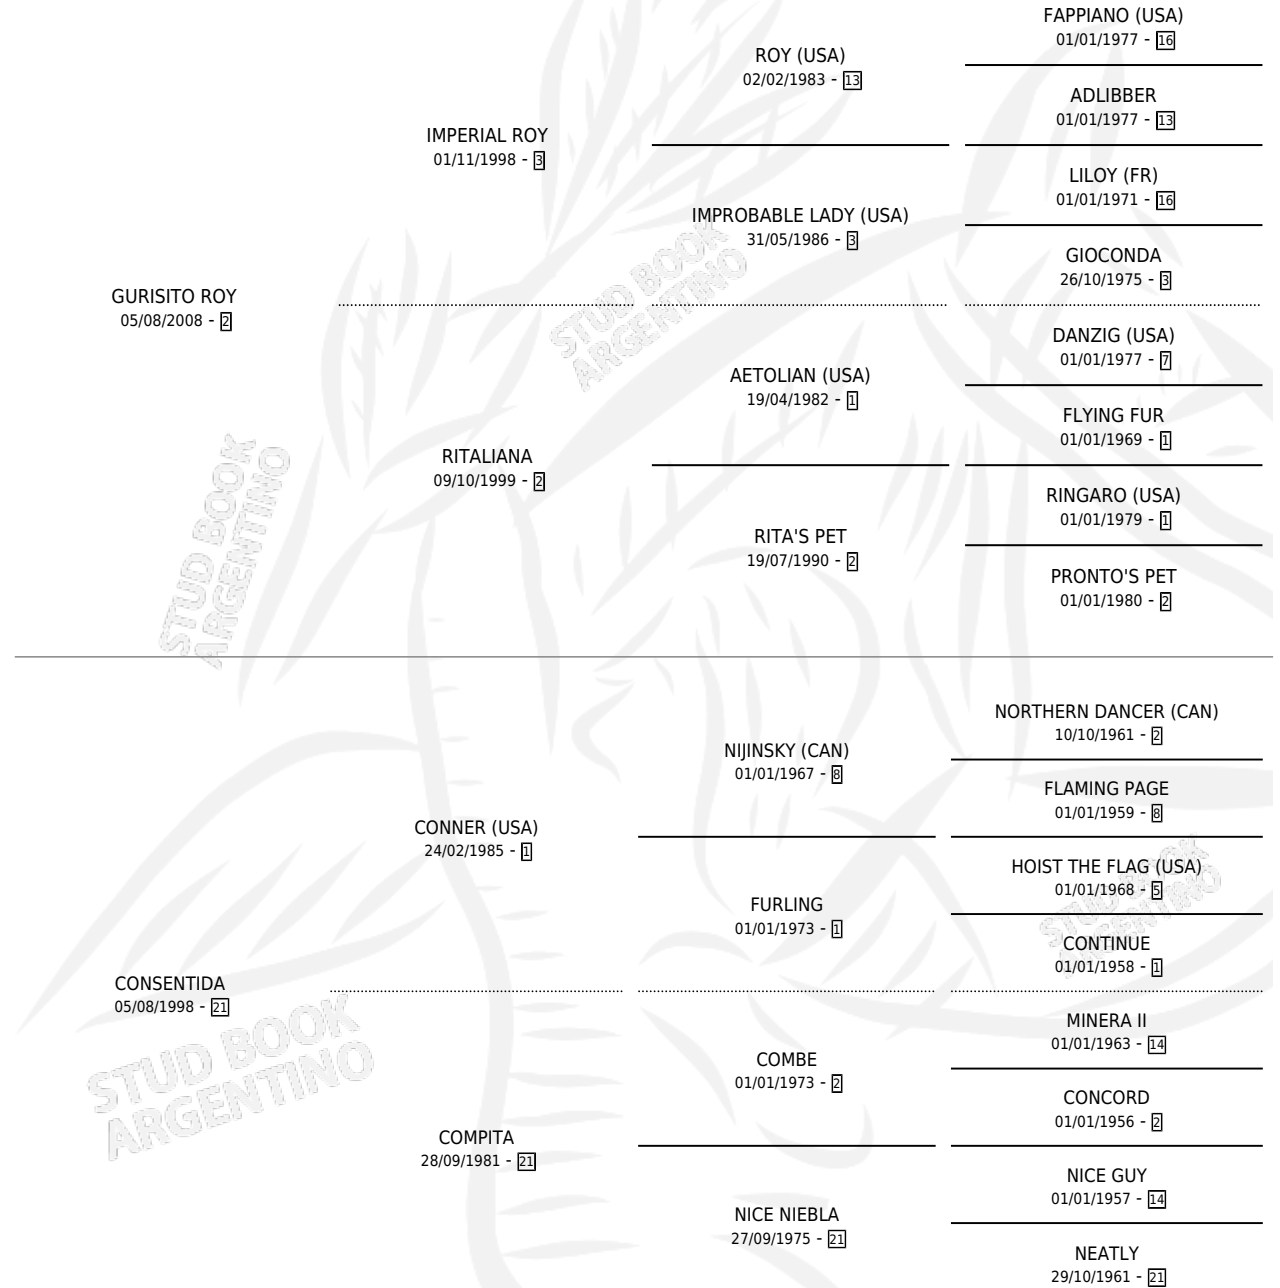 FAPPIANO (USA)
01/01/1977 - 16
ROY (USA)
02/02/1983 - 13
ADLIBBER
01/01/1977 - 13
IMPERIAL ROY
01/11/1998 - 3
LILOY (FR)
01/01/1971 - 16
IMPROBABLE LADY (USA)
31/05/1986 - 3
GIOCONDA
26/10/1975 - 3
GURISITO ROY
05/08/2008 - 2
DANZIG (USA)
01/01/1977 - 7
AETOLIAN (USA)
19/04/1982 - 1
FLYING FUR
01/01/1969 - 1
RITALIANA
09/10/1999 - 2
RINGARO (USA)
01/01/1979 - 1
RITA'S PET
19/07/1990 - 2
PRONTO'S PET
01/01/1980 - 2
STUD BOOK
ARGENTINO
STUD BOOK
ARGENTINO
NORTHERN DANCER (CAN)
10/10/1961 - 2
NIJINSKY (CAN)
01/01/1967 - 8
FLAMING PAGE
01/01/1959 - 8
CONNER (USA)
24/02/1985 - 1
HOIST THE FLAG (USA)
01/01/1968 - 5
FURLING
01/01/1973 - 1
CONTINUE
01/01/1958 - 1
CONSENTIDA
05/08/1998 - 21
MINERA II
01/01/1963 - 14
COMBE
01/01/1973 - 2
CONCORD
01/01/1956 - 2
COMPITA
28/09/1981 - 21
NICE GUY
01/01/1957 - 14
NICE NIEBLA
27/09/1975 - 21
NEATLY
29/10/1961 - 21
STUD BOOK
ARGENTINO
STUD BOOK
ARGENTINO